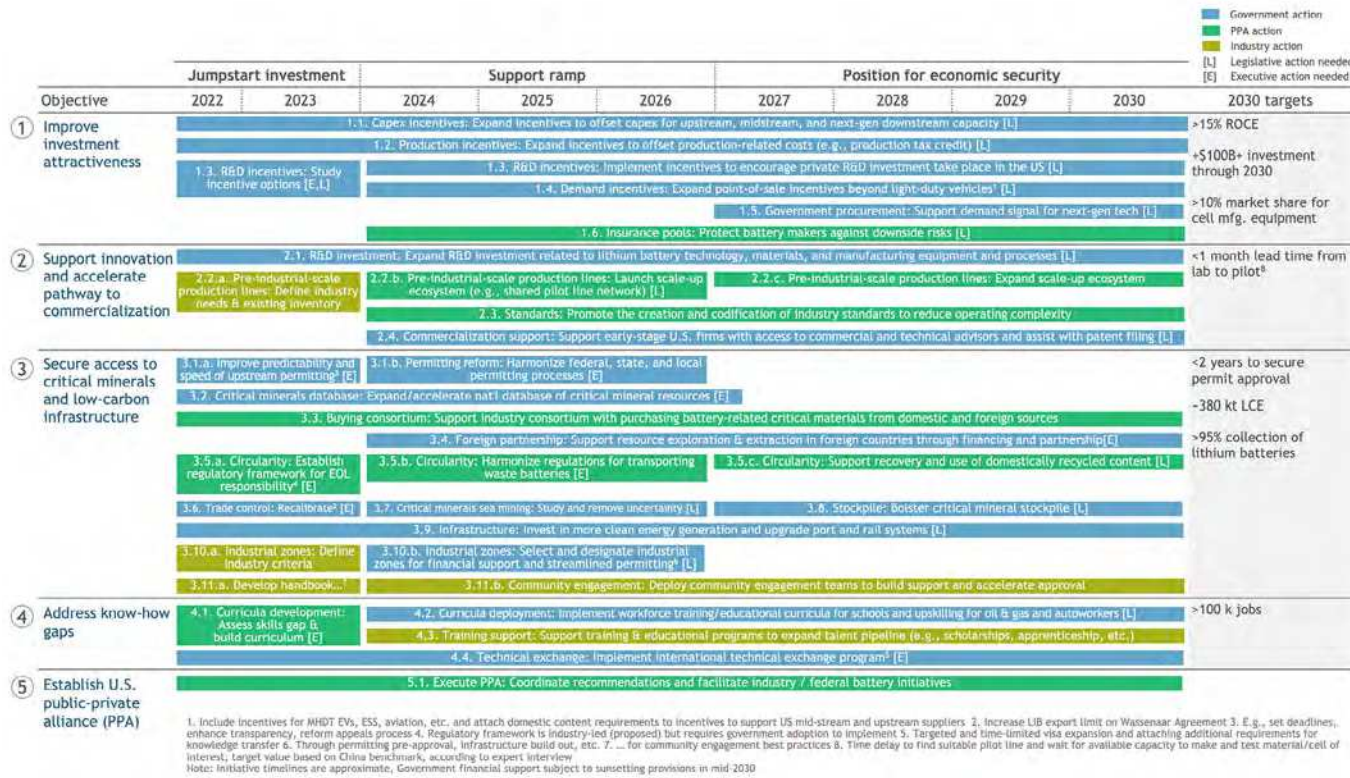 Government action
PPA action
Industry action
[L] Legislative action needed
[E] Executive action needed
Jumpstart investment
Support ramp
Position for economic security
Objective
2022
2023
2024
2025
2026
2027
2028
2029
2030
2030 targets
1
Improve
investment
attractiveness
1.1. Capex incentives: Expand incentives to offset capex for upstream, midstream, and next-gen downstream capacity [L]
1.2. Production incentives: Expand incentives to offset production-related costs (e.g., production tax credit) [L]
1.3. R&D incentives: Study
incentive options [E,L]
1.3. R&D incentives: Implement incentives to encourage private R&D investment take place in the US [L]
1.4. Demand incentives: Expand point-of-sale incentives beyond light-duty vehicles¹ [L]
1.5. Government procurement: Support demand signal for next-gen tech [L]
1.6. Insurance pools: Protect battery makers against downside risks [L]
>15% ROCE
+$100B+ investment
through 2030
>10% market share for
cell mfg. equipment
2
Support innovation
and accelerate
pathway to
commercialization
2.1. R&D investment: Expand R&D investment related to lithium battery technology, materials, and manufacturing equipment and processes [L]
2.2.a. Pre-industrial-scale
production lines: Define industry
needs & existing inventory
2.2.b. Pre-industrial-scale production lines: Launch scale-up
ecosystem (e.g., shared pilot line network) [L]
2.2.c. Pre-industrial-scale production lines: Expand scale-up ecosystem
2.3. Standards: Promote the creation and codification of industry standards to reduce operating complexity
2.4. Commercialization support: Support early-stage U.S. firms with access to commercial and technical advisors and assist with patent filing [L]
<1 month lead time from
lab to pilot⁸
3
Secure access to
critical minerals
and low-carbon
infrastructure
3.1.a. Improve predictability and
speed of upstream permitting³ [E]
3.1.b. Permitting reform: Harmonize federal, state, and local
permitting processes [E]
3.2. Critical minerals database: Expand/accelerate nat'l database of critical mineral resources [E]
3.3. Buying consortium: Support industry consortium with purchasing battery-related critical materials from domestic and foreign sources
3.4. Foreign partnership: Support resource exploration & extraction in foreign countries through financing and partnership[E]
3.5.a. Circularity: Establish
regulatory framework for EOL
responsibility⁴ [E]
3.5.b. Circularity: Harmonize regulations for transporting
waste batteries [E]
3.5.c. Circularity: Support recovery and use of domestically recycled content [L]
3.6. Trade control: Recalibrate² [E]
3.7. Critical minerals sea mining: Study and remove uncertainty [L]
3.8. Stockpile: Bolster critical mineral stockpile [L]
3.9. Infrastructure: Invest in more clean energy generation and upgrade port and rail systems [L]
3.10.a. Industrial zones: Define
industry criteria
3.10.b. Industrial zones: Select and designate industrial
zones for financial support and streamlined permitting⁶ [L]
3.11.a. Develop handbook...⁷
3.11.b. Community engagement: Deploy community engagement teams to build support and accelerate approval
<2 years to secure
permit approval
~380 kt LCE
>95% collection of
lithium batteries
4
Address know-how
gaps
4.1. Curricula development:
Assess skills gap &
build curriculum [E]
4.2. Curricula deployment: Implement workforce training/educational curricula for schools and upskilling for oil & gas and autoworkers [L]
4.3. Training support: Support training & educational programs to expand talent pipeline (e.g., scholarships, apprenticeship, etc.)
4.4. Technical exchange: Implement international technical exchange program⁵ [E]
>100 k jobs
5
Establish U.S.
public-private
alliance (PPA)
5.1. Execute PPA: Coordinate recommendations and facilitate industry / federal battery initiatives
1. Include incentives for MHDT EVs, ESS, aviation, etc. and attach domestic content requirements to incentives to support US mid-stream and upstream suppliers 2. Increase LIB export limit on Wassenaar Agreement 3. E.g., set deadlines,
enhance transparency, reform appeals process 4. Regulatory framework is industry-led (proposed) but requires government adoption to implement 5. Targeted and time-limited visa expansion and attaching additional requirements for
knowledge transfer 6. Through permitting pre-approval, infrastructure build out, etc. 7. ... for community engagement best practices 8. Time delay to find suitable pilot line and wait for available capacity to make and test material/cell of
interest, target value based on China benchmark, according to expert interview
Note: Initiative timelines are approximate, Government financial support subject to sunsetting provisions in mid-2030